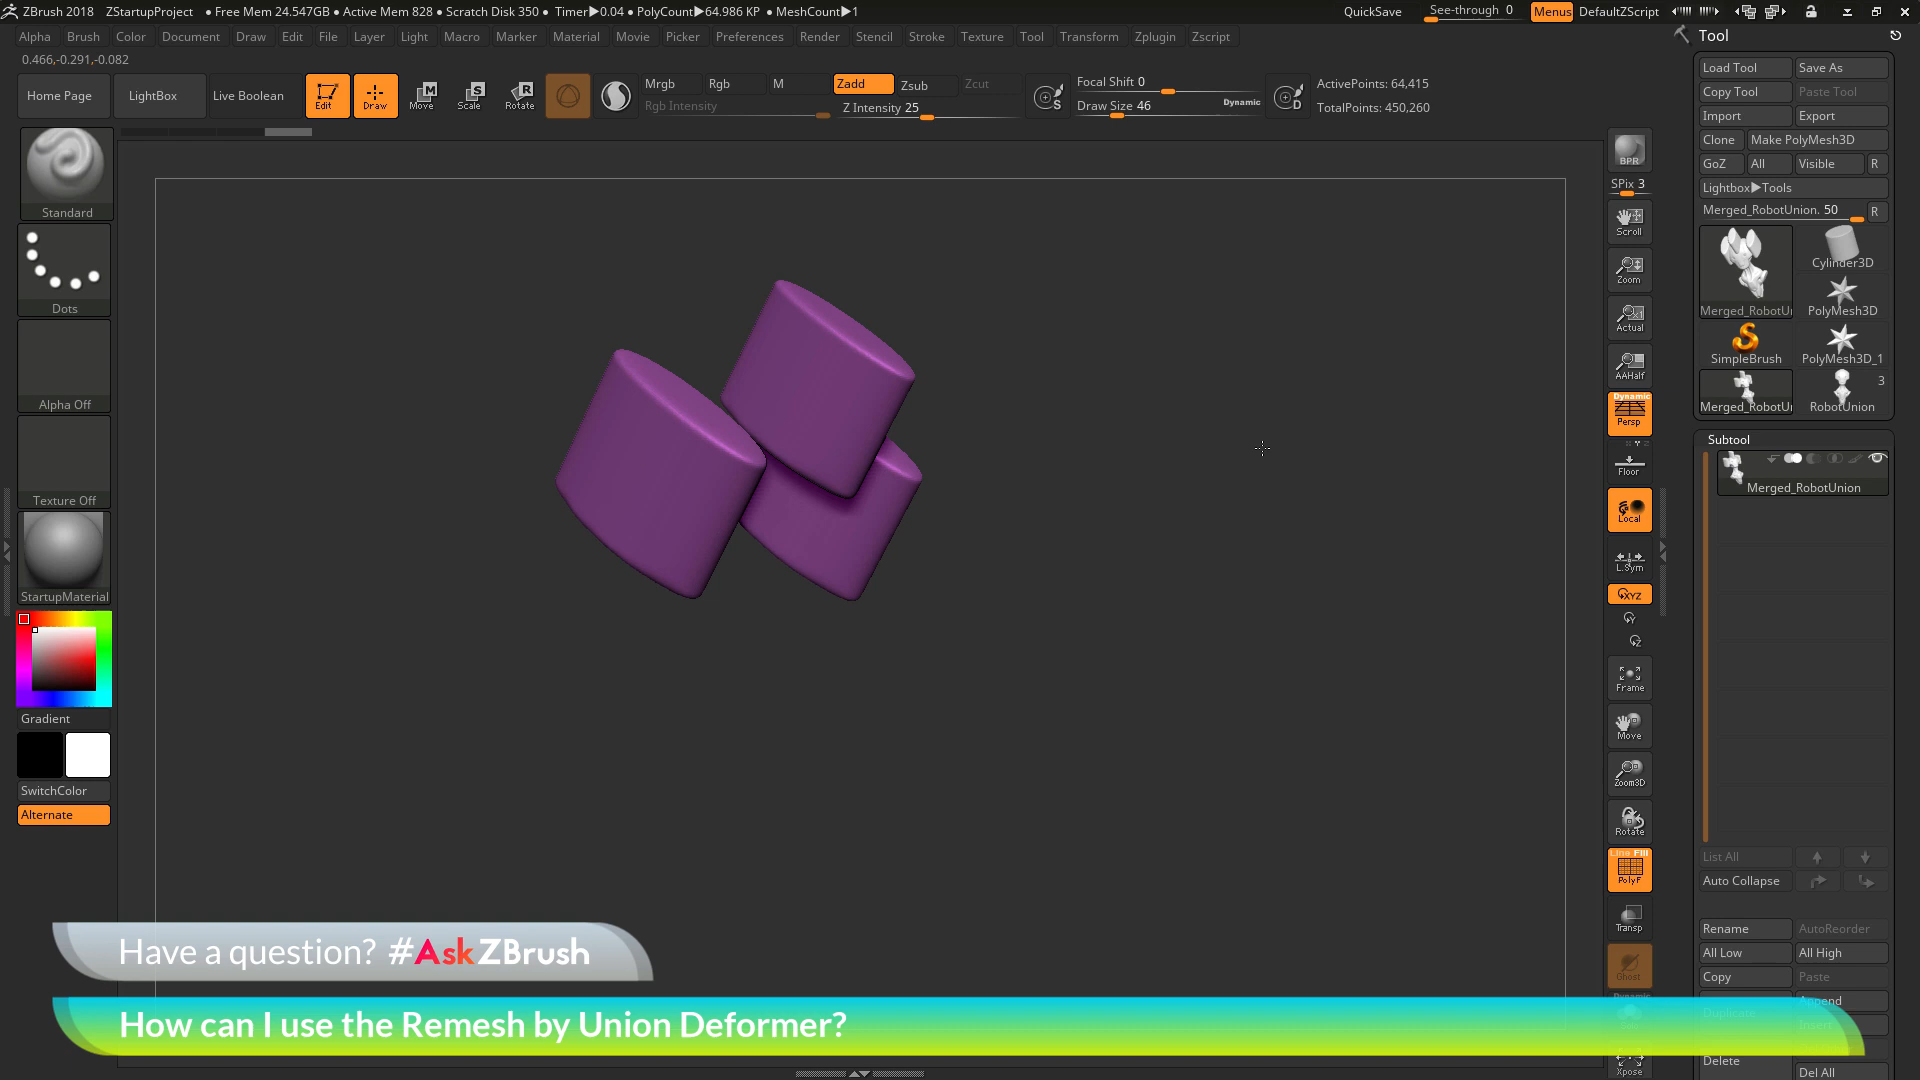 ZBrush 2018 ZStartupProject ● Free Mem 24.547GB ● Active Mem 828 ● Scratch Disk 350 ● Timer▶0.04 ● PolyCount▶64.986 KP ● MeshCount▶1 QuickSave See-through 0 Menus DefaultZScript
Alpha Brush Color Document Draw Edit File Layer Light Macro Marker Material Movie Picker Preferences Render Stencil Stroke Texture Tool Transform Zplugin Zscript
0.466,-0.291,-0.082
Home Page LightBox Live Boolean Edit Draw Move Scale Rotate
Mrgb Rgb M Zadd Zsub Zcut
Rgb Intensity Z Intensity 25
Focal Shift 0
Draw Size 46 Dynamic
ActivePoints: 64,415
TotalPoints: 450,260
Standard
Dots
Alpha Off
Texture Off
StartupMaterial
Gradient
SwitchColor
Alternate
BPR
SPix 3
Scroll
Zoom
Actual
AAHalf
Dynamic
Persp
Floor
Local
L.Sym
XYZ
Y
Z
Frame
Move
Zoom3D
Rotate
Line Fill
PolyF
Transp
Ghost
Dynamic
Xpose
Tool
Load Tool Save As
Copy Tool Paste Tool
Import Export
Clone Make PolyMesh3D
GoZ All Visible R
Lightbox▶Tools
Merged_RobotUnion. 50 R
Merged_RobotUr Cylinder3D
PolyMesh3D
SimpleBrush PolyMesh3D_1
3
Merged_RobotUr RobotUnion
Subtool
Merged_RobotUnion
List All
Auto Collapse
Rename AutoReorder
All Low All High
Copy Paste
Duplicate Append
Insert
Delete
Del All
Have a question? #AskZBrush
How can I use the Remesh by Union Deformer?